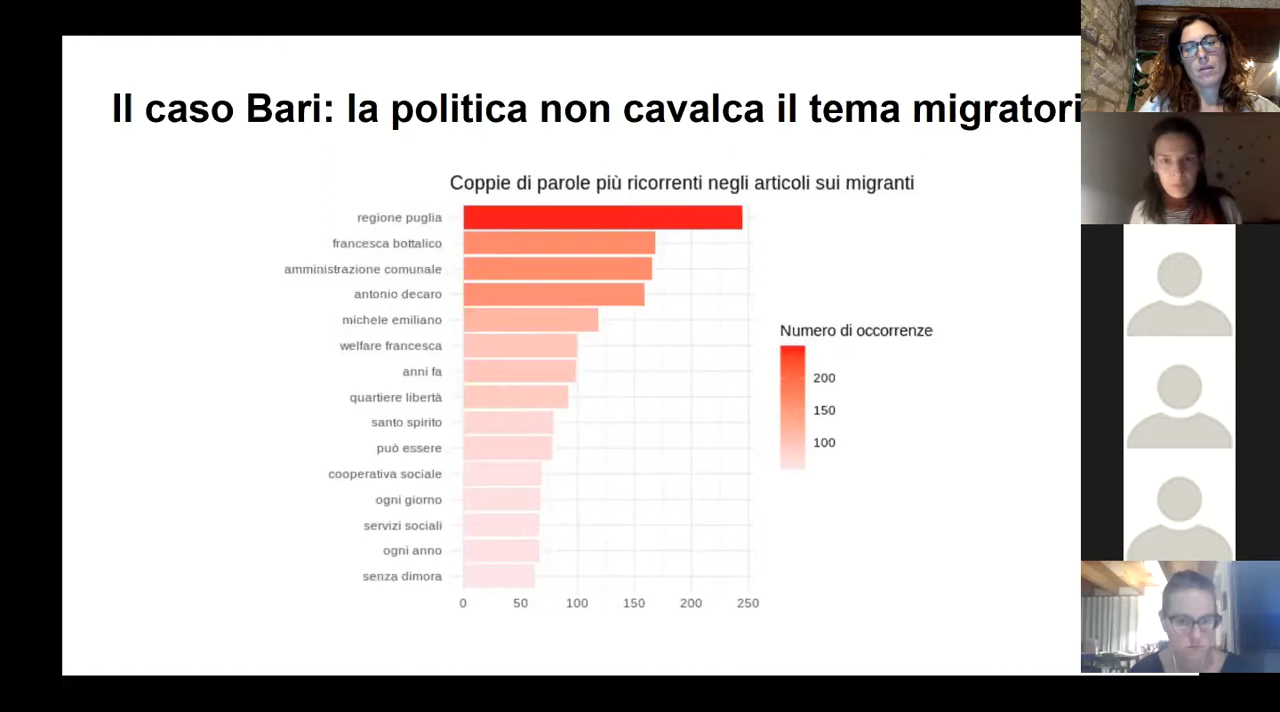 Il caso Bari: la politica non cavalca il tema migratori
Coppie di parole più ricorrenti negli articoli sui migranti
regione puglia
francesca bottalico
amministrazione comunale
antonio decaro
michele emiliano
welfare francesca
anni fa
quartiere libertà
santo spirito
può essere
cooperativa sociale
ogni giorno
servizi sociali
ogni anno
senza dimora
0 50 100 150 200 250
Numero di occorrenze
200
150
100